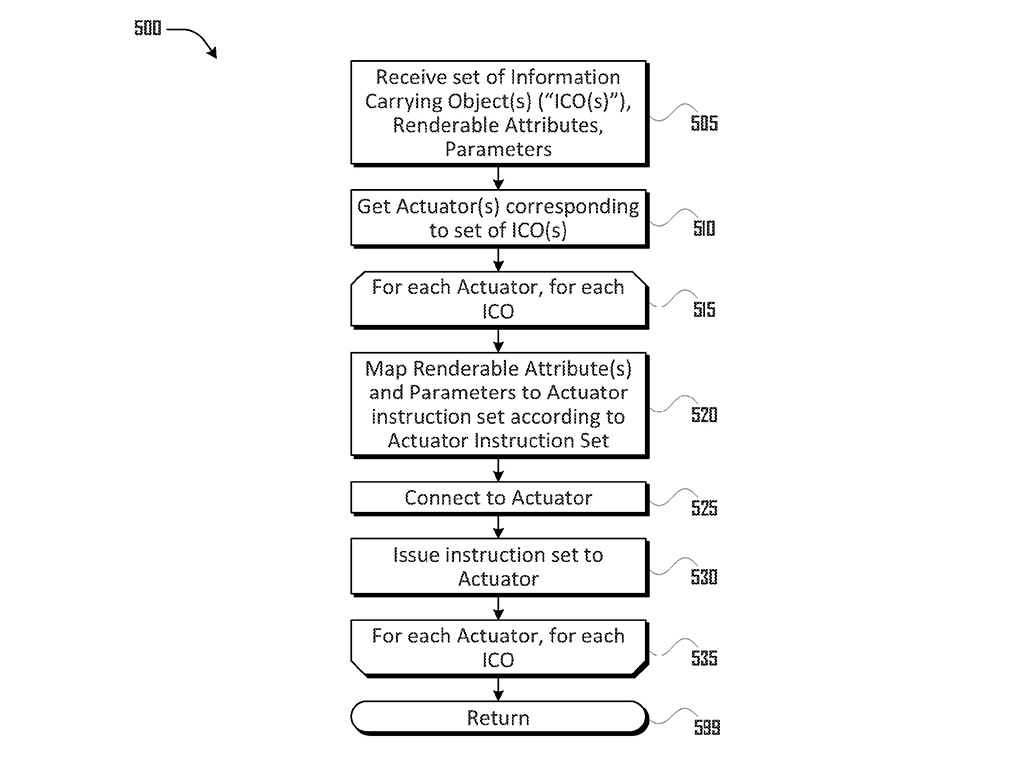 500
Receive set of Information
Carrying Object(s) (“ICO(s)”),
Renderable Attributes,
Parameters
505
Get Actuator(s) corresponding
to set of ICO(s)
510
For each Actuator, for each
ICO
515
Map Renderable Attribute(s)
and Parameters to Actuator
instruction set according to
Actuator Instruction Set
520
Connect to Actuator
525
Issue instruction set to
Actuator
530
For each Actuator, for each
ICO
535
Return
599